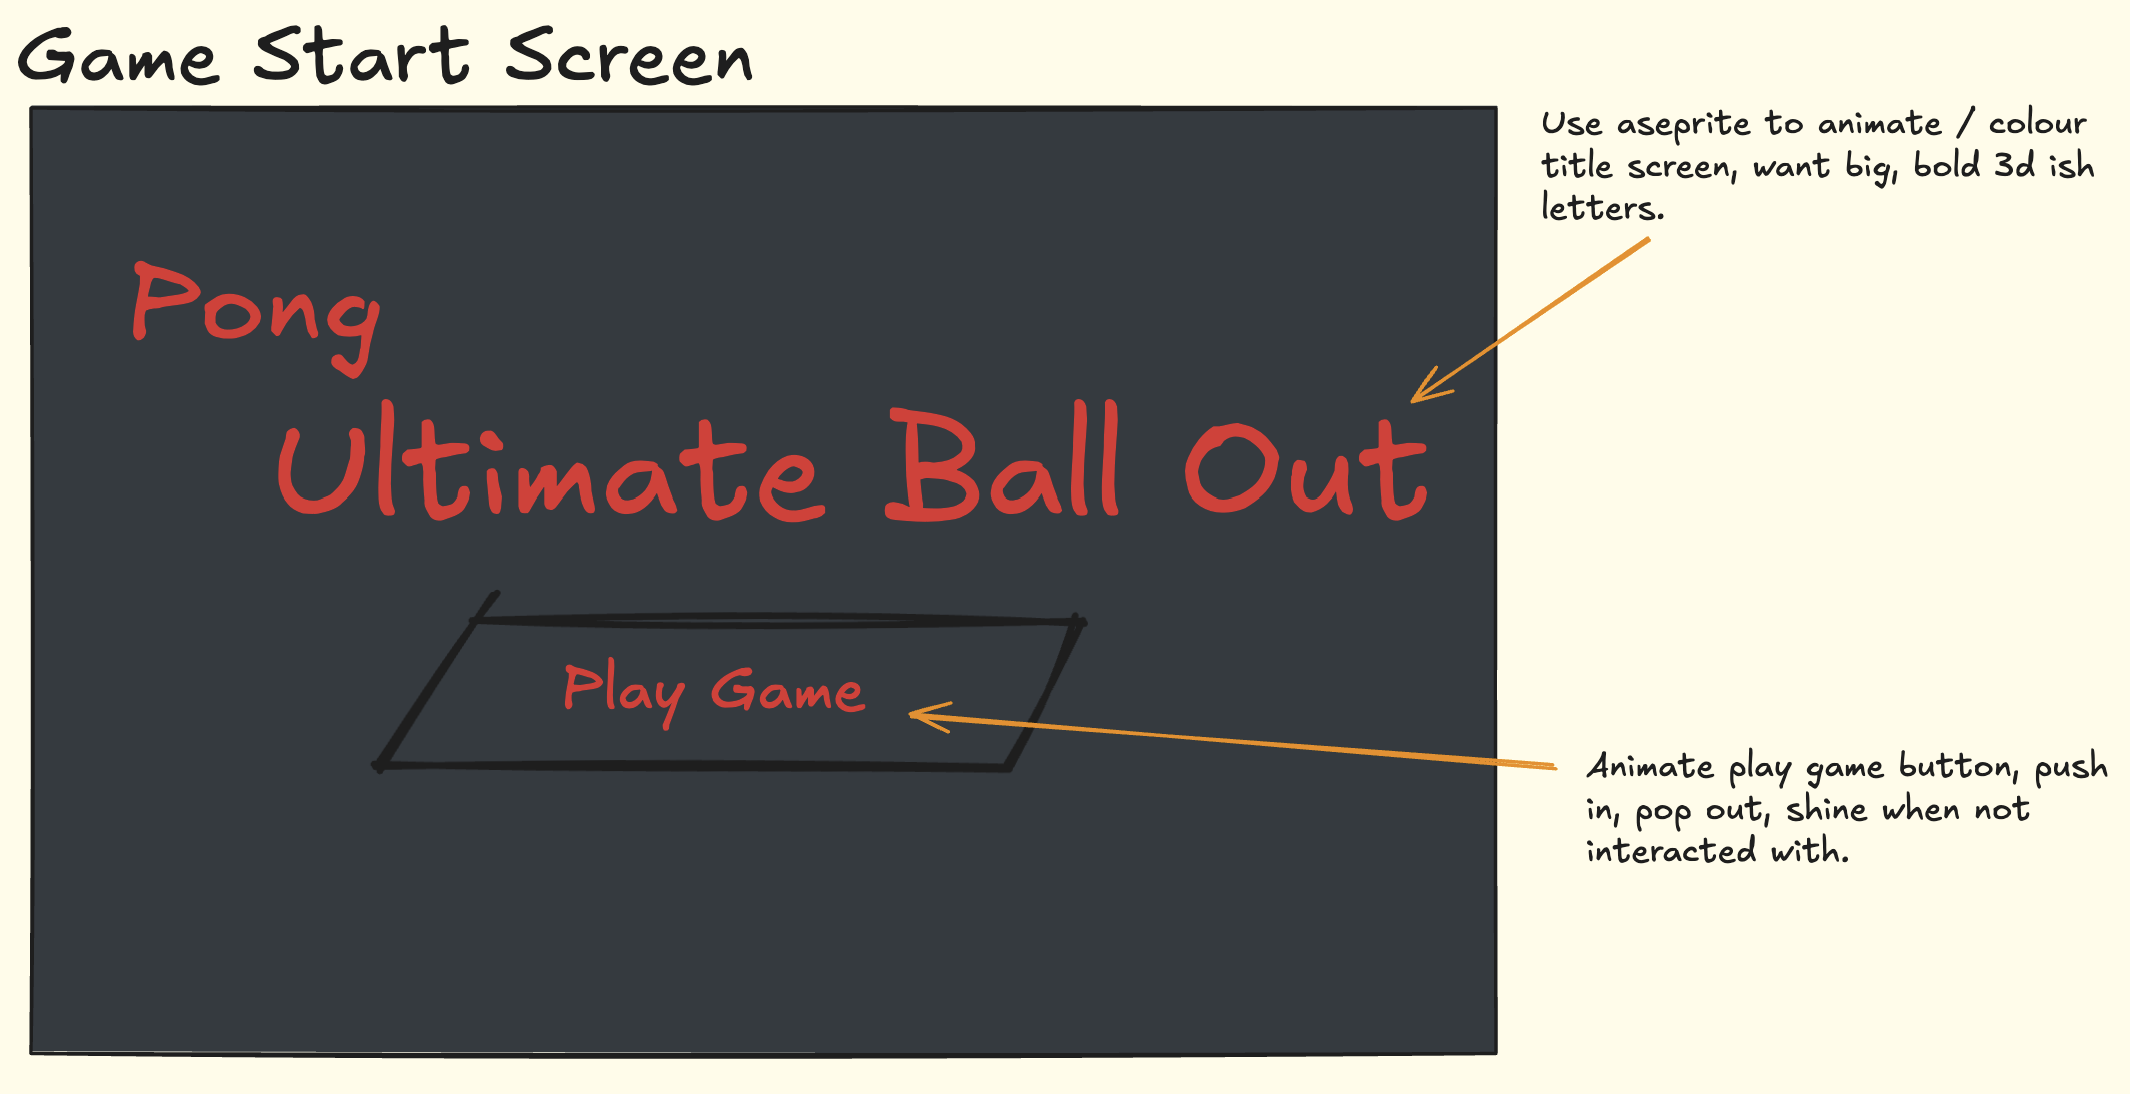 Game Start Screen
Use aseprite to animate / colour
title screen, want big, bold 3d ish
letters.
Pong
Ultimate Ball Out
Play Game
Animate play game button, push
in, pop out, shine when not
interacted with.